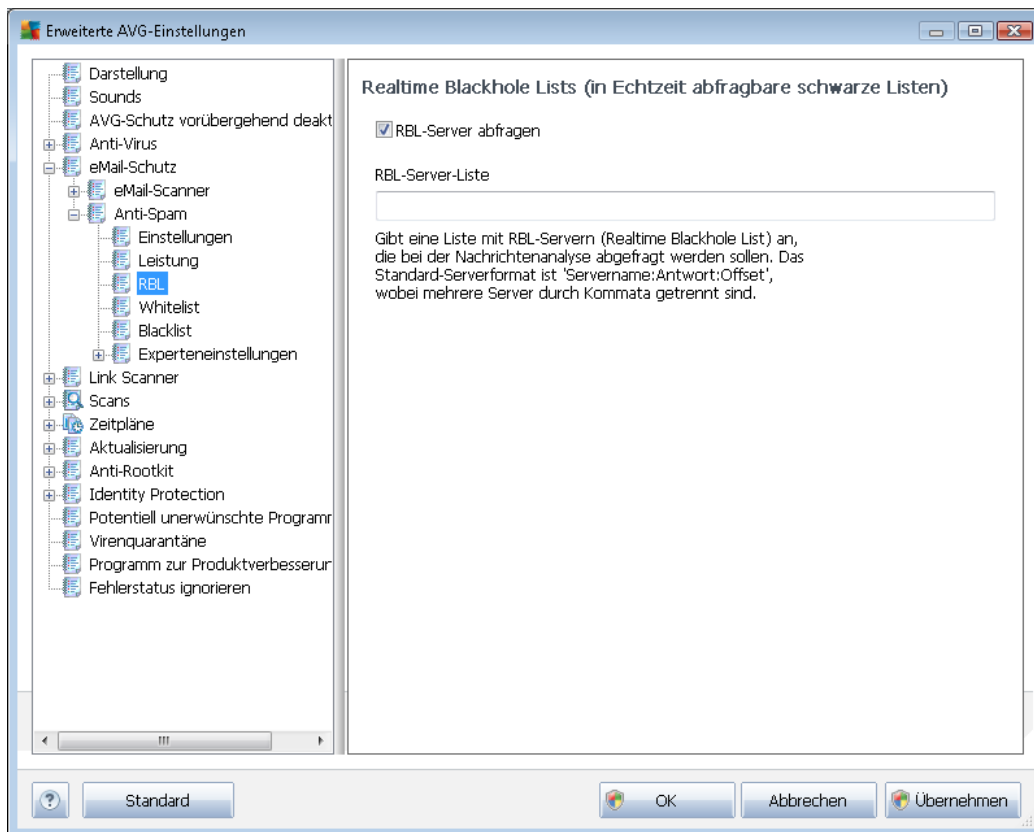 Erweiterte AVG-Einstellungen
Darstellung
Sounds
AVG-Schutz vorübergehend deakt
Anti-Virus
eMail-Schutz
eMail-Scanner
Anti-Spam
Einstellungen
Leistung
RBL
Whitelist
Blacklist
Experteneinstellungen
Link Scanner
Scans
Zeitpläne
Aktualisierung
Anti-Rootkit
Identity Protection
Potentiell unerwünschte Programr
Virenquarantäne
Programm zur Produktverbesserur
Fehlerstatus ignorieren
Realtime Blackhole Lists (in Echtzeit abfragbare schwarze Listen)
RBL-Server abfragen
RBL-Server-Liste
Gibt eine Liste mit RBL-Servern (Realtime Blackhole List) an,
die bei der Nachrichtenanalyse abgefragt werden sollen. Das
Standard-Serverformat ist 'Servername:Antwort:Offset',
wobei mehrere Server durch Kommata getrennt sind.
?
Standard
OK
Abbrechen
Übernehmen